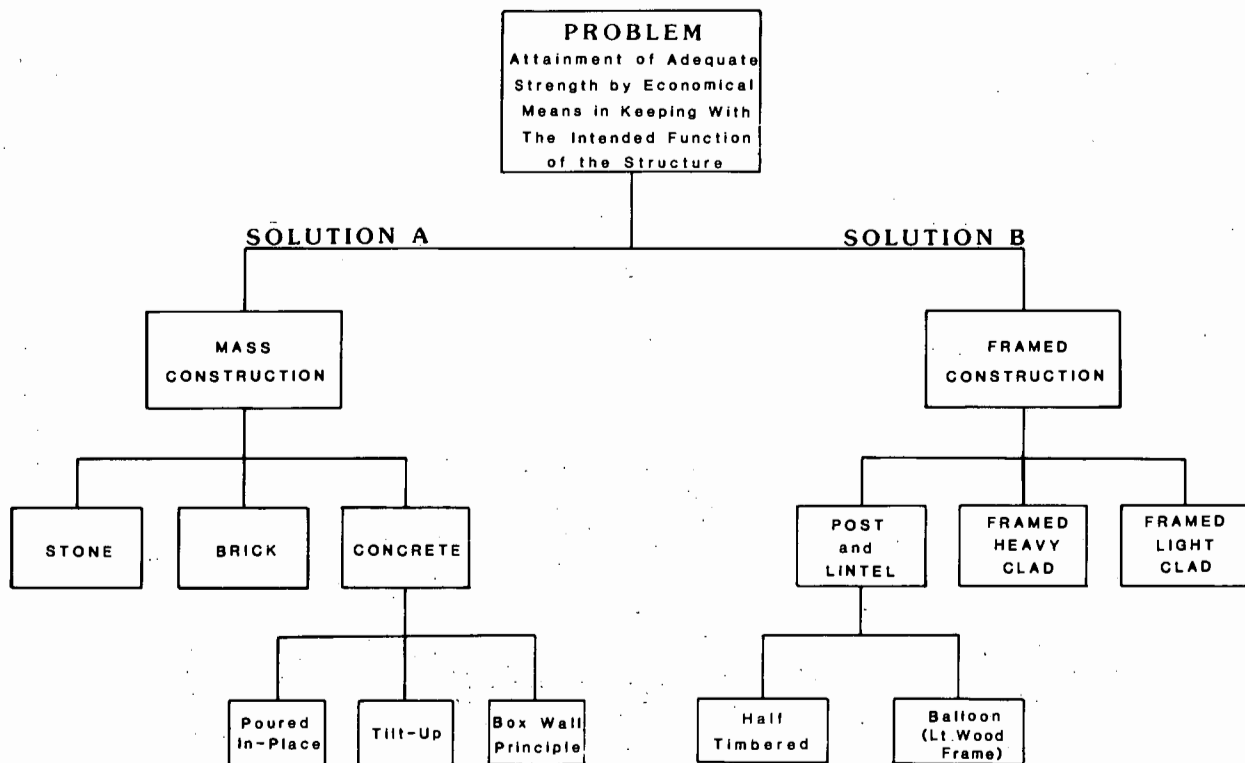 PROBLEM
Attainment of Adequate
Strength by Economical
Means in Keeping With
The Intended Function
of the Structure
SOLUTION A
SOLUTION B
MASS
CONSTRUCTION
FRAMED
CONSTRUCTION
STONE
BRICK
CONCRETE
POST
and
LINTEL
FRAMED
HEAVY
CLAD
FRAMED
LIGHT
CLAD
Poured
In-Place
Tilt-Up
Box Wall
Principle
Half
Timbered
Balloon
(Lt. Wood
Frame)